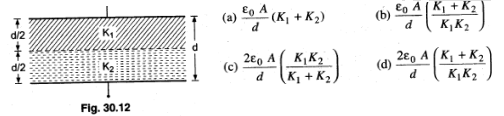 d/2
K₁
d
d/2
K₂
Fig. 30.12
(a) ε₀ A / d (K₁ + K₂)
(b) ε₀ A / d ( K₁ + K₂ / K₁K₂ )
(c) 2ε₀ A / d ( K₁K₂ / K₁ + K₂ )
(d) 2ε₀ A / d ( K₁ + K₂ / K₁K₂ )